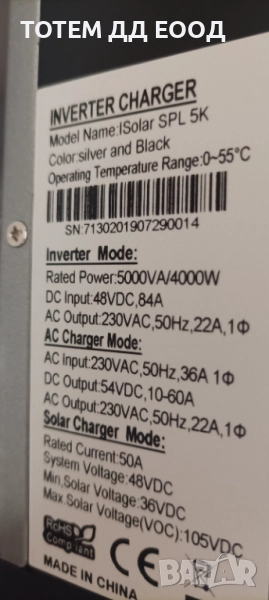 ТОТЕМ ДД ЕООД
INVERTER CHARGER
Model Name:ISolar SPL 5K
Color:silver and Black
Operating Temperature Range:0~55°C
SN:7130201907290014
Inverter Mode:
Rated Power:5000VA/4000W
DC Input:48VDC,84A
AC Output:230VAC,50Hz,22A,1Φ
AC Charger Mode:
AC Input:230VAC,50Hz,36A 1Φ
DC Output:54VDC,10-60A
AC Output:230VAC,50Hz,22A,1Φ
Solar Charger Mode:
Rated Current:50A
System Voltage:48VDC
Min,Solar Voltage:36VDC
Max.Solar Voltage(VOC):105VDC
RoHS
Compliant
CE
MADE IN CHINA
BAZAR